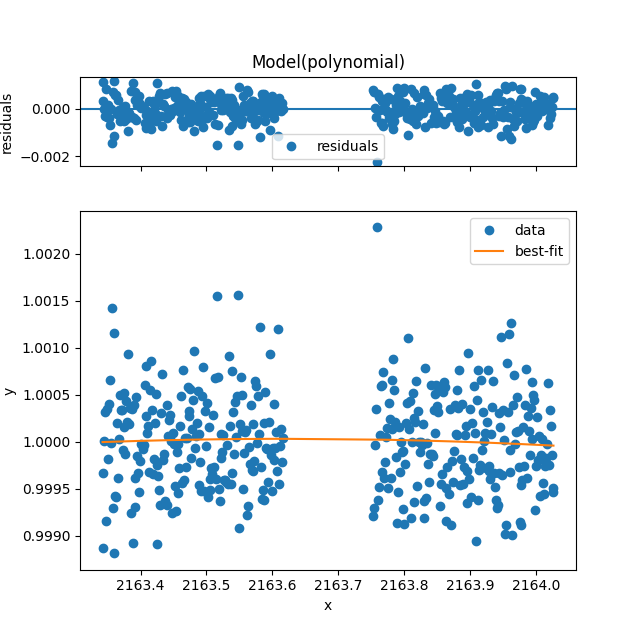 Model(polynomial)
residuals
0.000
−0.002
residuals
data
best-fit
y
1.0020
1.0015
1.0010
1.0005
1.0000
0.9995
0.9990
2163.4 2163.5 2163.6 2163.7 2163.8 2163.9 2164.0
x